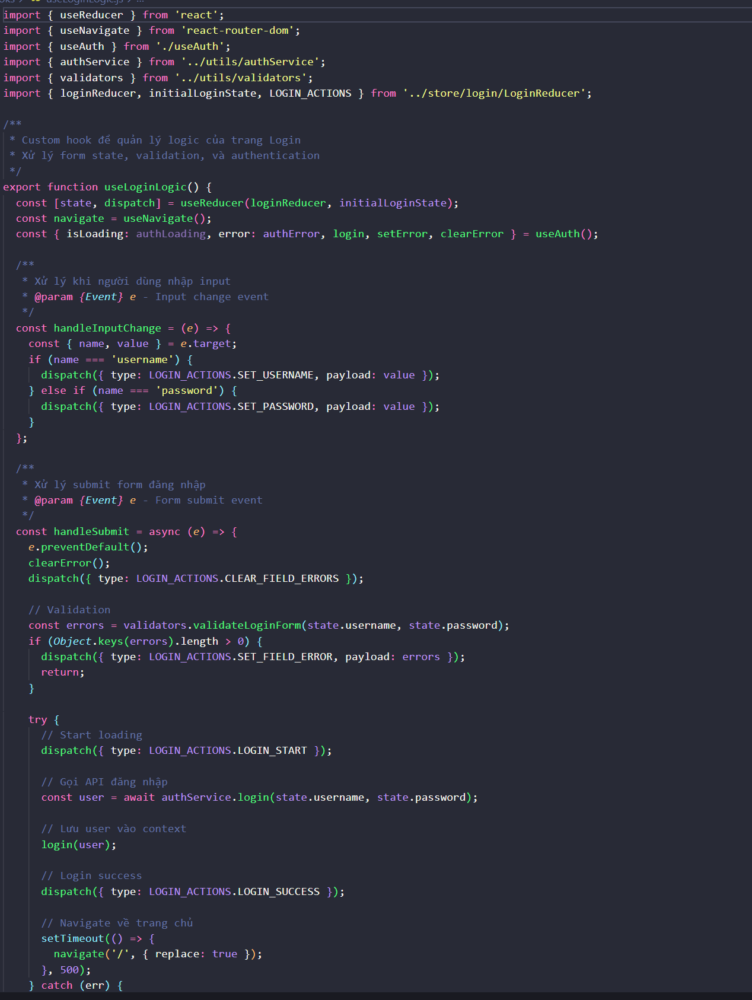 useLoginLogic.js > ...
import { useReducer } from 'react';
import { useNavigate } from 'react-router-dom';
import { useAuth } from './useAuth';
import { authService } from '../utils/authService';
import { validators } from '../utils/validators';
import { loginReducer, initialLoginState, LOGIN_ACTIONS } from '../store/login/LoginReducer';

/**
 * Custom hook để quản lý logic của trang Login
 * Xử lý form state, validation, và authentication
 */
export function useLoginLogic() {
  const [state, dispatch] = useReducer(loginReducer, initialLoginState);
  const navigate = useNavigate();
  const { isLoading: authLoading, error: authError, login, setError, clearError } = useAuth();

  /**
   * Xử lý khi người dùng nhập input
   * @param {Event} e - Input change event
   */
  const handleInputChange = (e) => {
    const { name, value } = e.target;
    if (name === 'username') {
      dispatch({ type: LOGIN_ACTIONS.SET_USERNAME, payload: value });
    } else if (name === 'password') {
      dispatch({ type: LOGIN_ACTIONS.SET_PASSWORD, payload: value });
    }
  };

  /**
   * Xử lý submit form đăng nhập
   * @param {Event} e - Form submit event
   */
  const handleSubmit = async (e) => {
    e.preventDefault();
    clearError();
    dispatch({ type: LOGIN_ACTIONS.CLEAR_FIELD_ERRORS });

    // Validation
    const errors = validators.validateLoginForm(state.username, state.password);
    if (Object.keys(errors).length > 0) {
      dispatch({ type: LOGIN_ACTIONS.SET_FIELD_ERROR, payload: errors });
      return;
    }

    try {
      // Start loading
      dispatch({ type: LOGIN_ACTIONS.LOGIN_START });

      // Gọi API đăng nhập
      const user = await authService.login(state.username, state.password);

      // Lưu user vào context
      login(user);

      // Login success
      dispatch({ type: LOGIN_ACTIONS.LOGIN_SUCCESS });

      // Navigate về trang chủ
      setTimeout(() => {
        navigate('/', { replace: true });
      }, 500);
    } catch (err) {